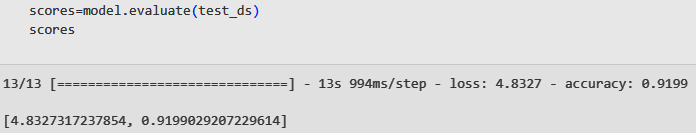 scores=model.evaluate(test_ds)
scores
13/13 [==============================] - 13s 994ms/step - loss: 4.8327 - accuracy: 0.9199
[4.8327317237854, 0.9199029207229614]